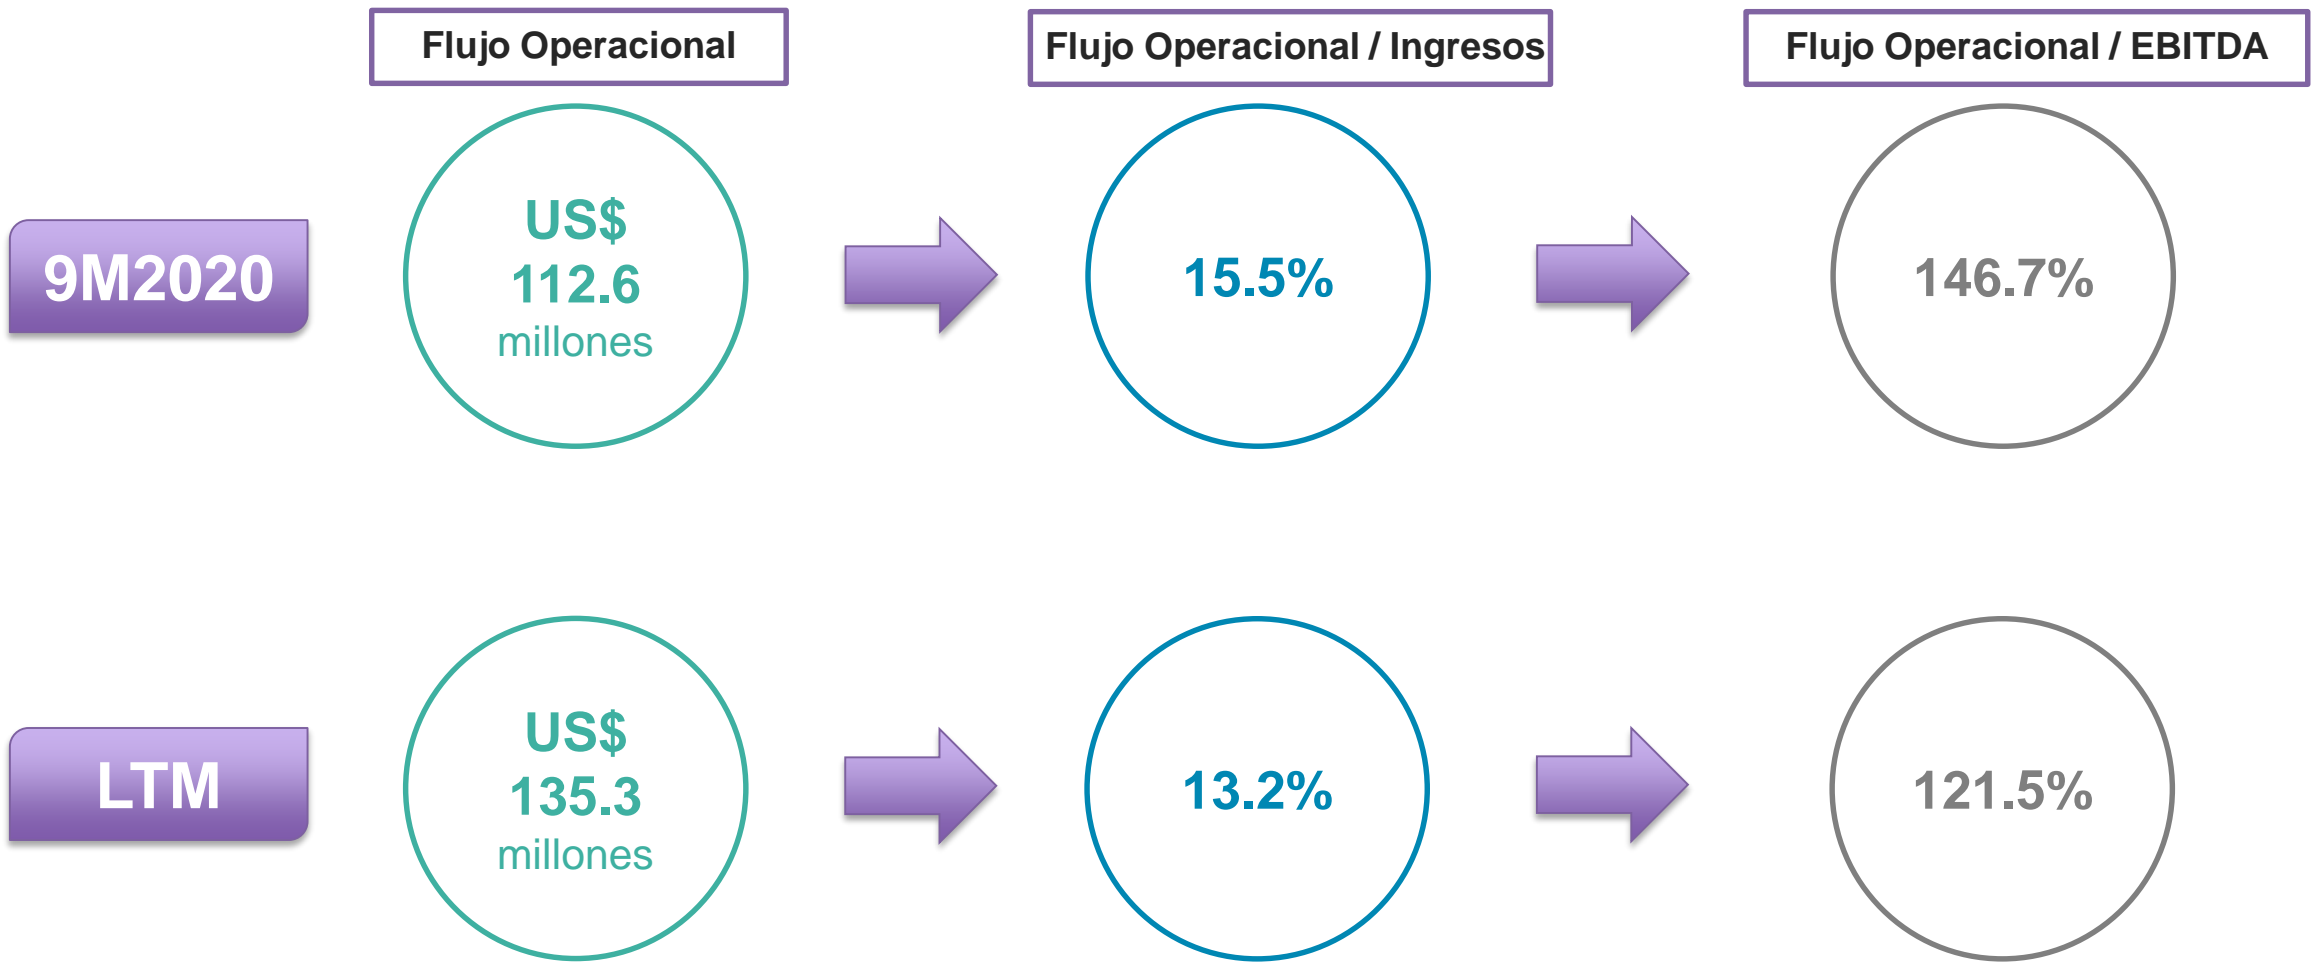 Flujo Operacional
Flujo Operacional / Ingresos
Flujo Operacional / EBITDA
9M2020
US$
112.6
millones
15.5%
146.7%
LTM
US$
135.3
millones
13.2%
121.5%